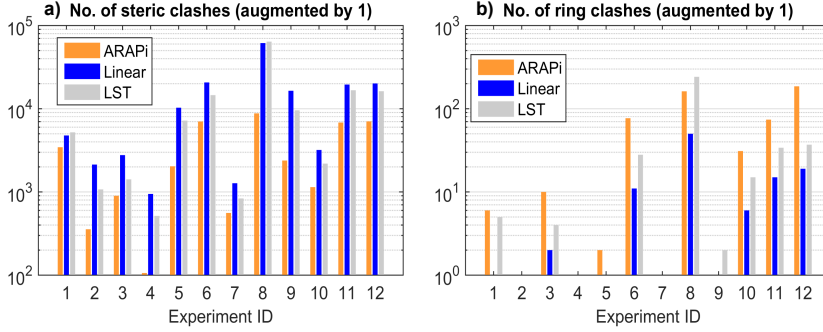 a) No. of steric clashes (augmented by 1)
10^5
10^4
10^3
10^2
ARAPi
Linear
LST
1 2 3 4 5 6 7 8 9 10 11 12
Experiment ID
b) No. of ring clashes (augmented by 1)
10^3
10^2
10^1
10^0
ARAPi
Linear
LST
1 2 3 4 5 6 7 8 9 10 11 12
Experiment ID